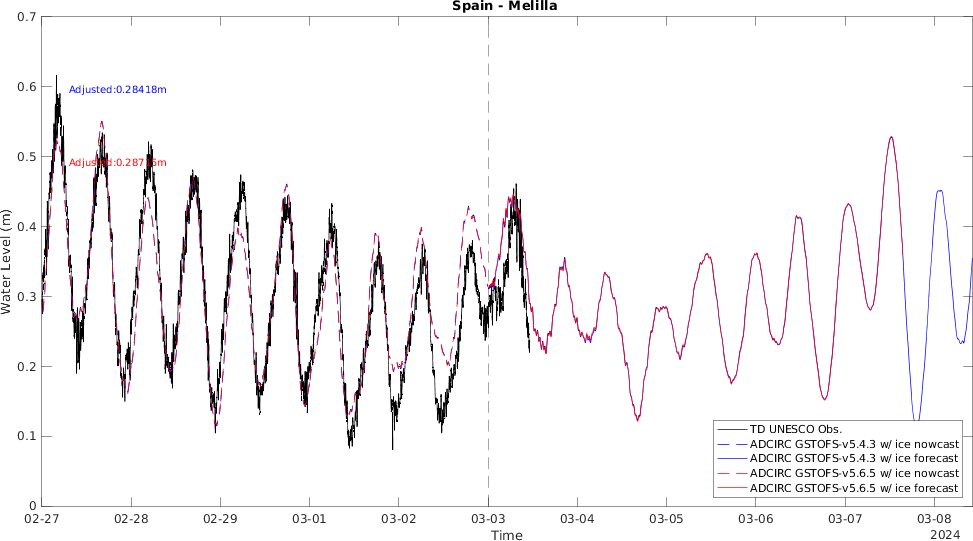 Spain - Melilla
0.7
0.6
0.5
0.4
0.3
0.2
0.1
0
Water Level (m)
Adjusted:0.28418m
Adjusted:0.28715m
TD UNESCO Obs.
ADCIRC GSTOFS-v5.4.3 w/ ice nowcast
ADCIRC GSTOFS-v5.4.3 w/ ice forecast
ADCIRC GSTOFS-v5.6.5 w/ ice nowcast
ADCIRC GSTOFS-v5.6.5 w/ ice forecast
02-27 02-28 02-29 03-01 03-02 03-03 03-04 03-05 03-06 03-07 03-08
Time
2024